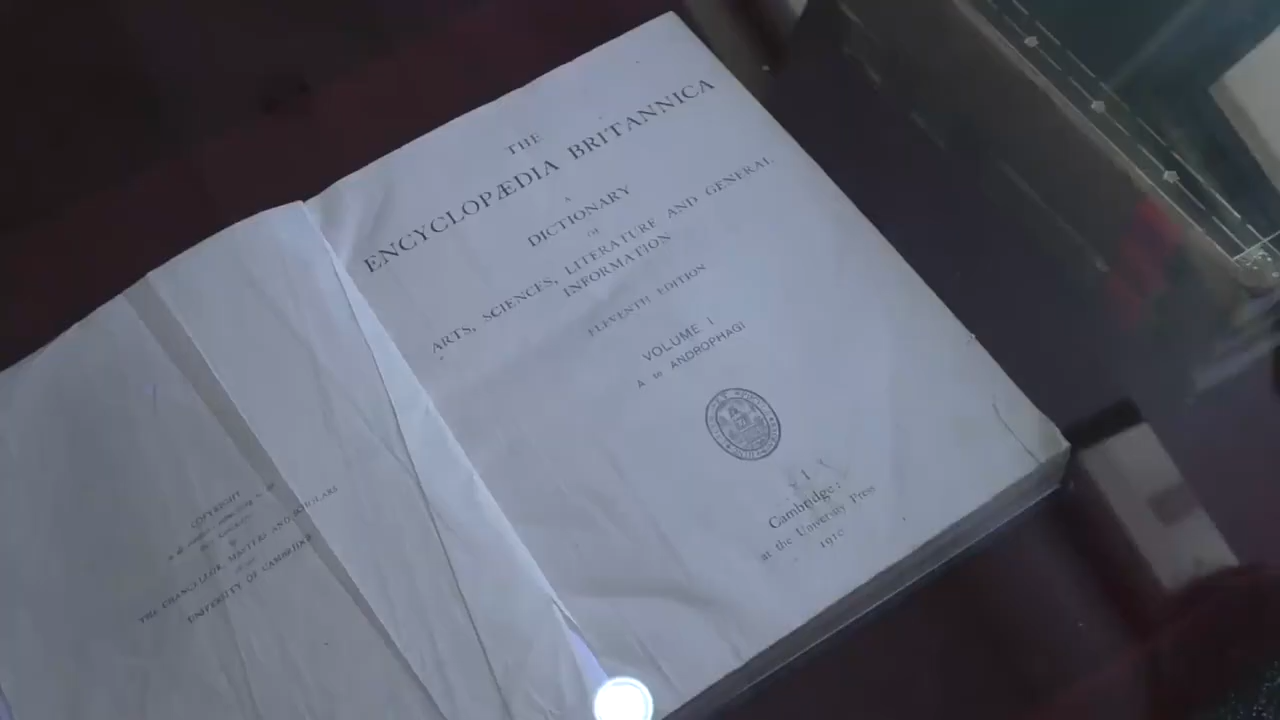 COPYRIGHT
THE CHANCELLOR, MASTERS AND SCHOLARS
UNIVERSITY OF CAMBRIDGE
THE
ENCYCLOPÆDIA BRITANNICA
A
DICTIONARY
OF
ARTS, SCIENCES, LITERATURE AND GENERAL
INFORMATION
ELEVENTH EDITION
VOLUME I
A to ANDROPHAGI
Cambridge:
at the University Press
1910